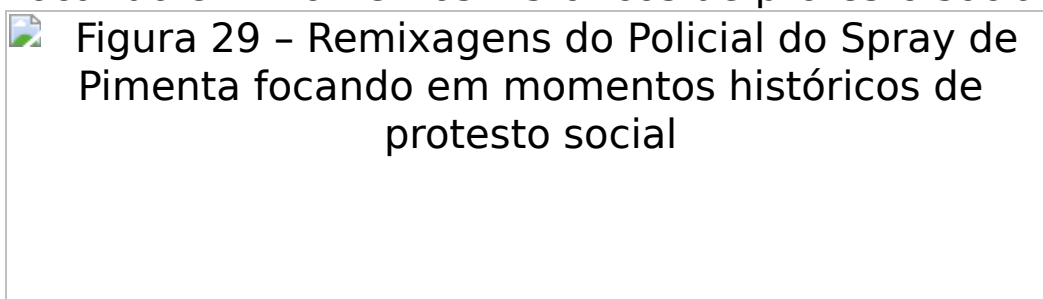 Figura 29 – Remixagens do Policial do Spray de
Pimenta focando em momentos históricos de
protesto social